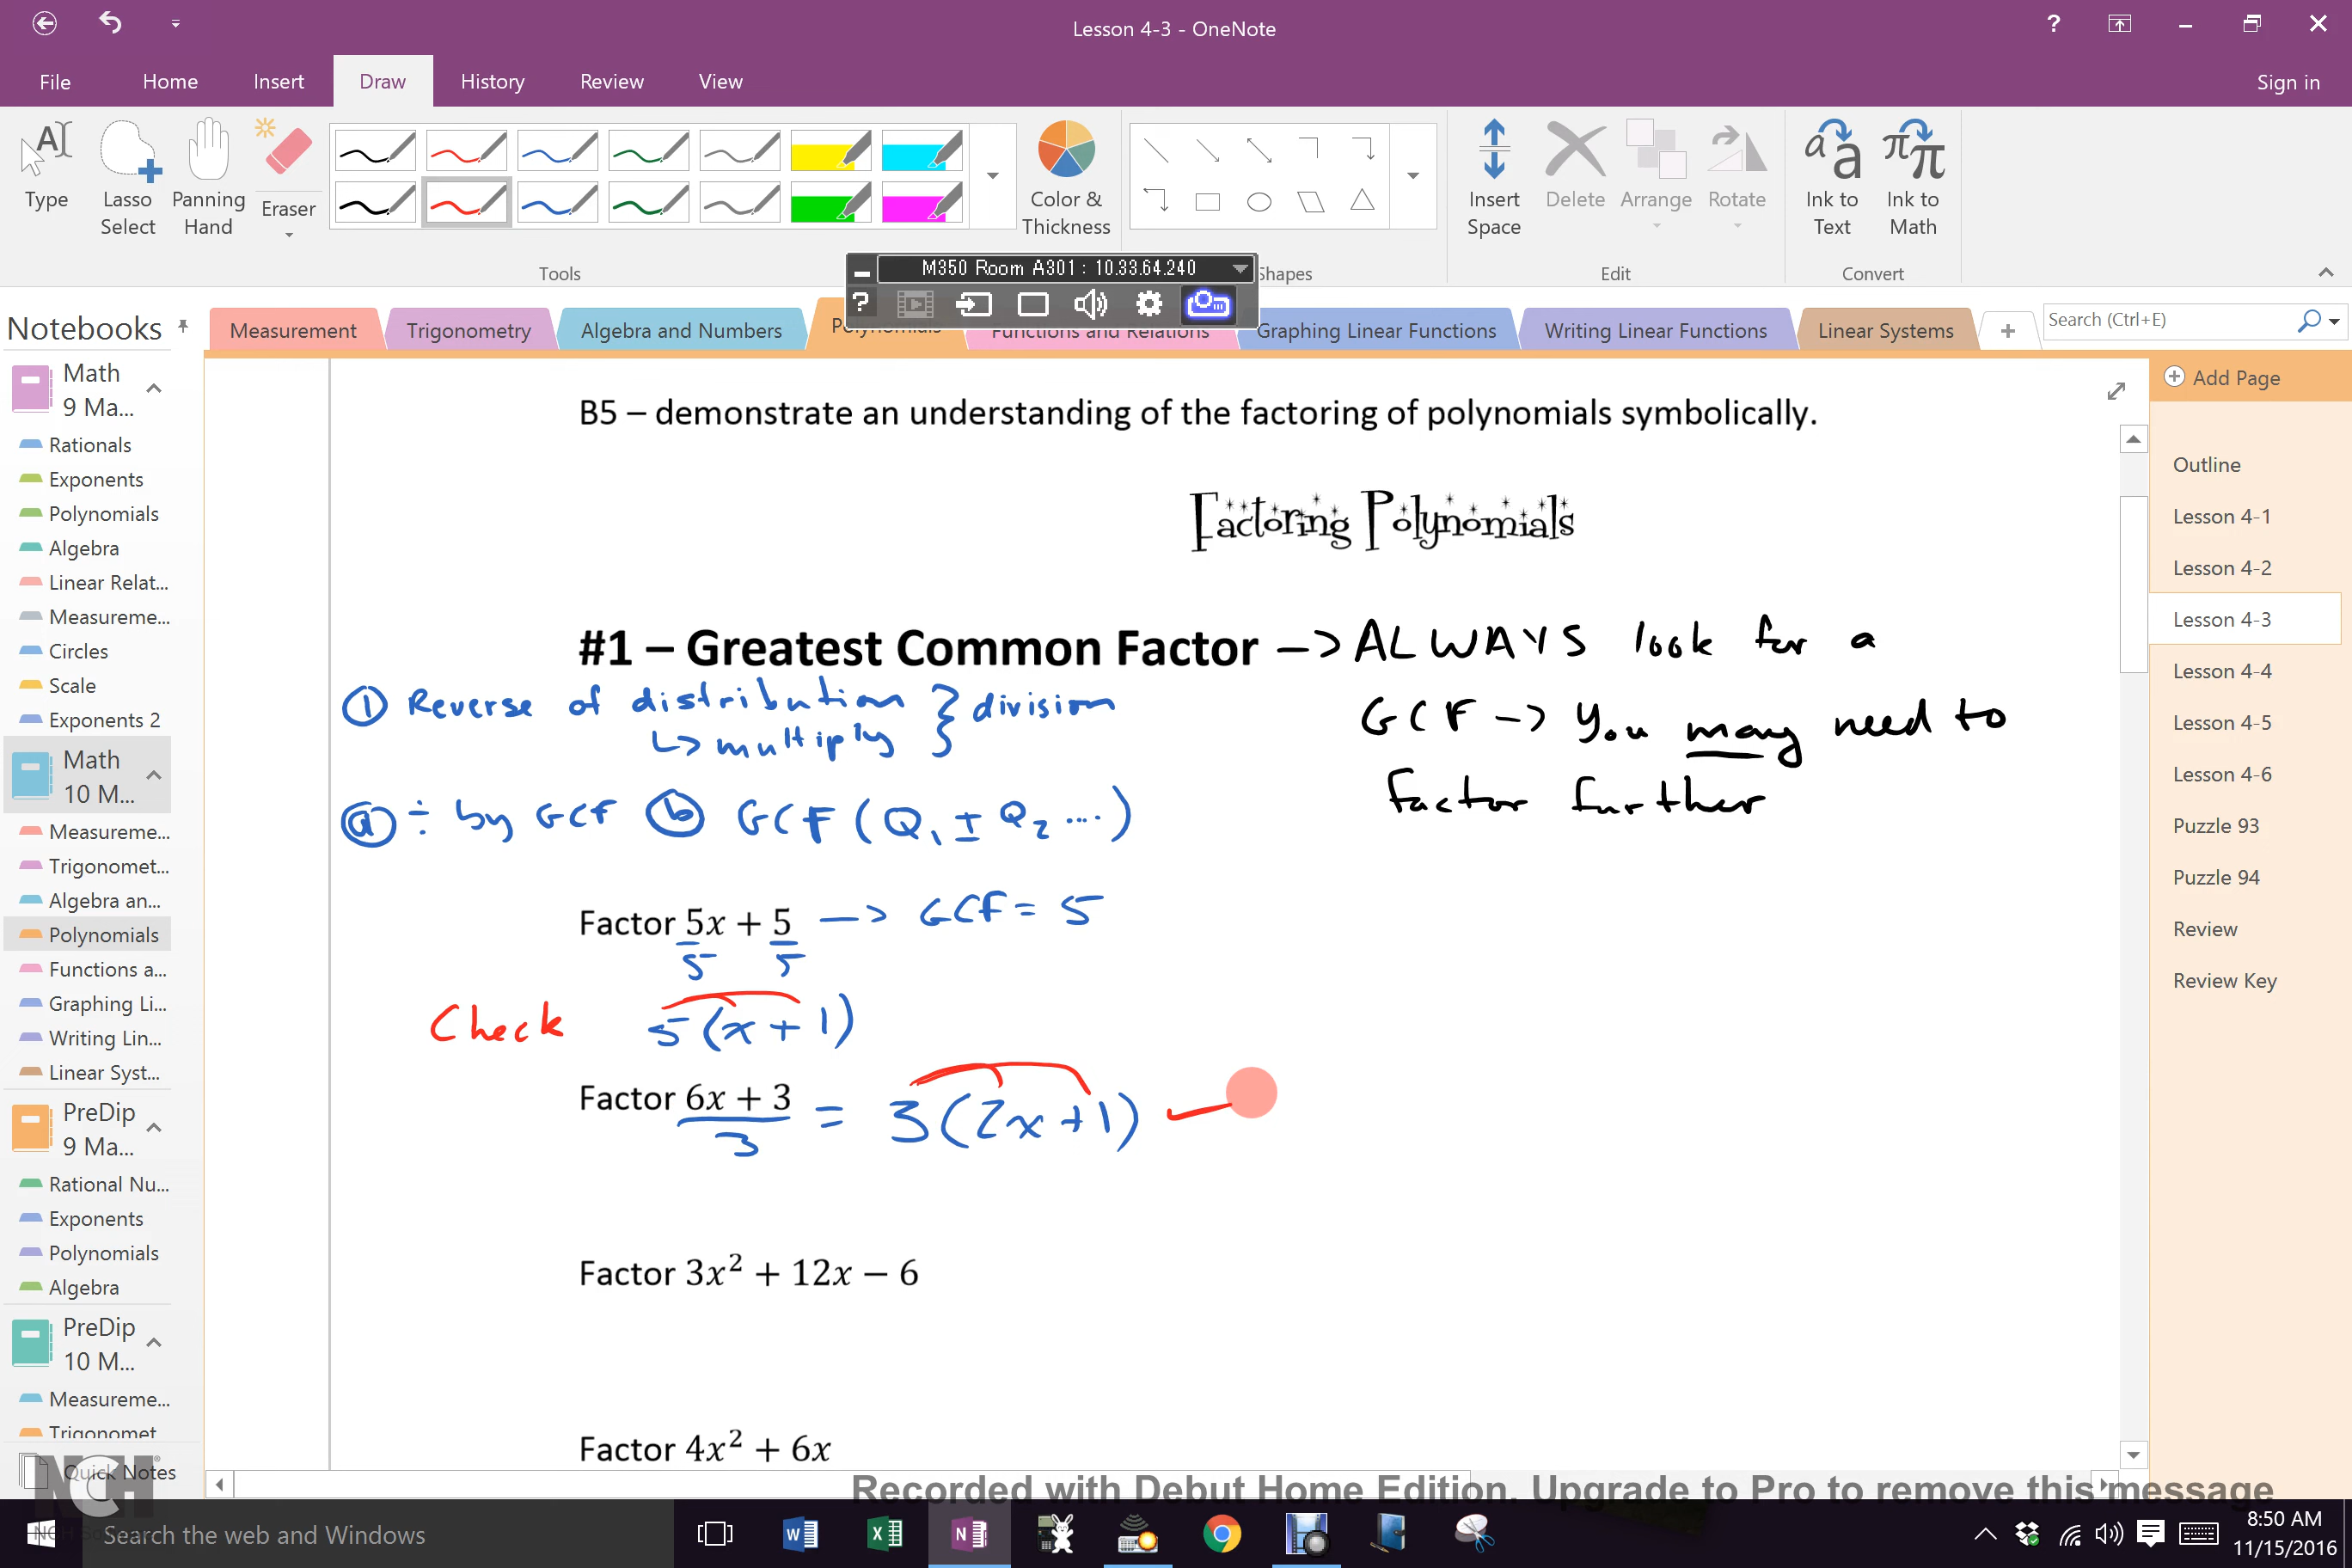 Lesson 4-3 - OneNote
File Home Insert Draw History Review View Sign in
Type
Lasso Select
Panning Hand
Eraser
Color & Thickness
Insert Space
Delete
Arrange
Rotate
Ink to Text
Ink to Math
Tools
Shapes
Edit
Convert
M350 Room A301 : 10.33.64.240
Notebooks
Measurement Trigonometry Algebra and Numbers Polynomials Functions and Relations Graphing Linear Functions Writing Linear Functions Linear Systems
Search (Ctrl+E)
Math 9 Ma...
Rationals
Exponents
Polynomials
Algebra
Linear Relat...
Measureme...
Circles
Scale
Exponents 2
Math 10 M...
Measureme...
Trigonomet...
Algebra an...
Polynomials
Functions a...
Graphing Li...
Writing Lin...
Linear Syst...
PreDip 9 Ma...
Rational Nu...
Exponents
Polynomials
Algebra
PreDip 10 M...
Measureme...
Trigonomet
Quick Notes
B5 – demonstrate an understanding of the factoring of polynomials symbolically.
Factoring Polynomials
#1 – Greatest Common Factor -> ALWAYS look for a
GCF -> You may need to
factor further
① Reverse of distribution } division
↳ multiply
ⓐ ÷ by GCF ⓑ GCF (Q₁ ± Q₂ ....)
Factor 5x + 5 —> GCF = 5
5 5
Check 5(x + 1)
Factor 6x + 3 = 3(2x + 1)
3
Factor 3x² + 12x − 6
Factor 4x² + 6x
Add Page
Outline
Lesson 4-1
Lesson 4-2
Lesson 4-3
Lesson 4-4
Lesson 4-5
Lesson 4-6
Puzzle 93
Puzzle 94
Review
Review Key
NCH
Recorded with Debut Home Edition. Upgrade to Pro to remove this message
Search the web and Windows
8:50 AM
11/15/2016